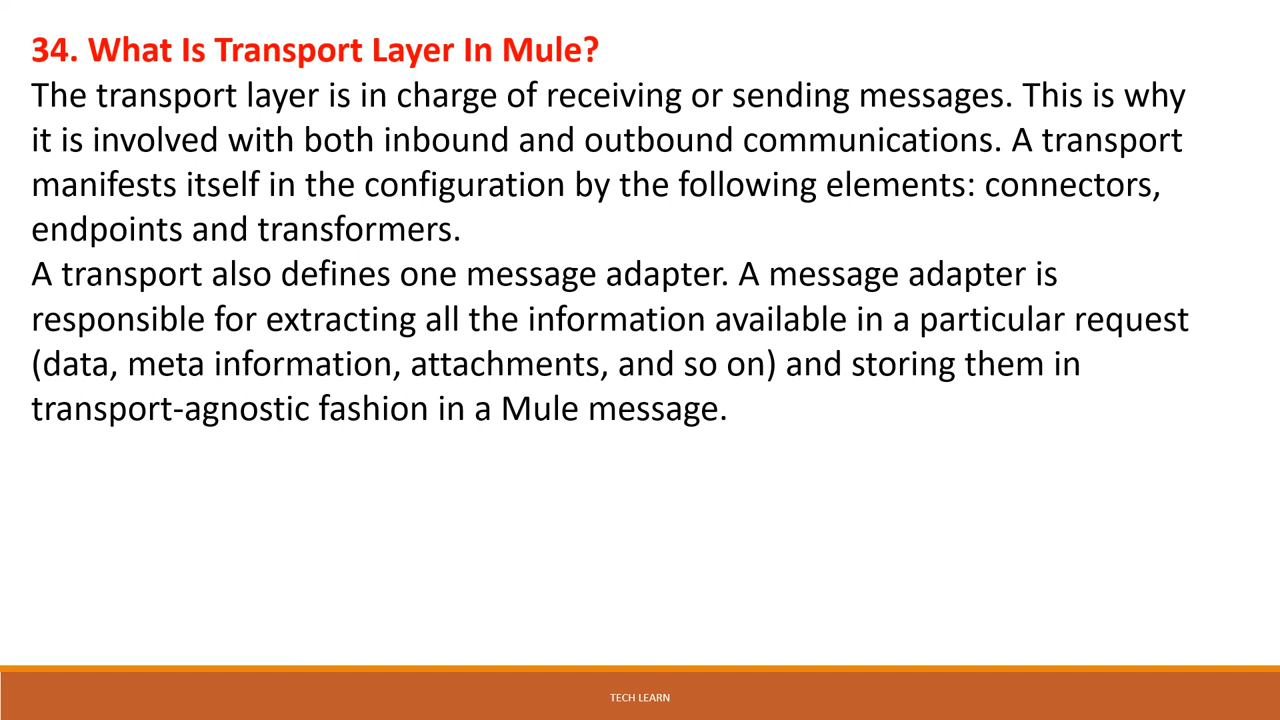 34. What Is Transport Layer In Mule?
The transport layer is in charge of receiving or sending messages. This is why
it is involved with both inbound and outbound communications. A transport
manifests itself in the configuration by the following elements: connectors,
endpoints and transformers.
A transport also defines one message adapter. A message adapter is
responsible for extracting all the information available in a particular request
(data, meta information, attachments, and so on) and storing them in
transport-agnostic fashion in a Mule message.
TECH LEARN